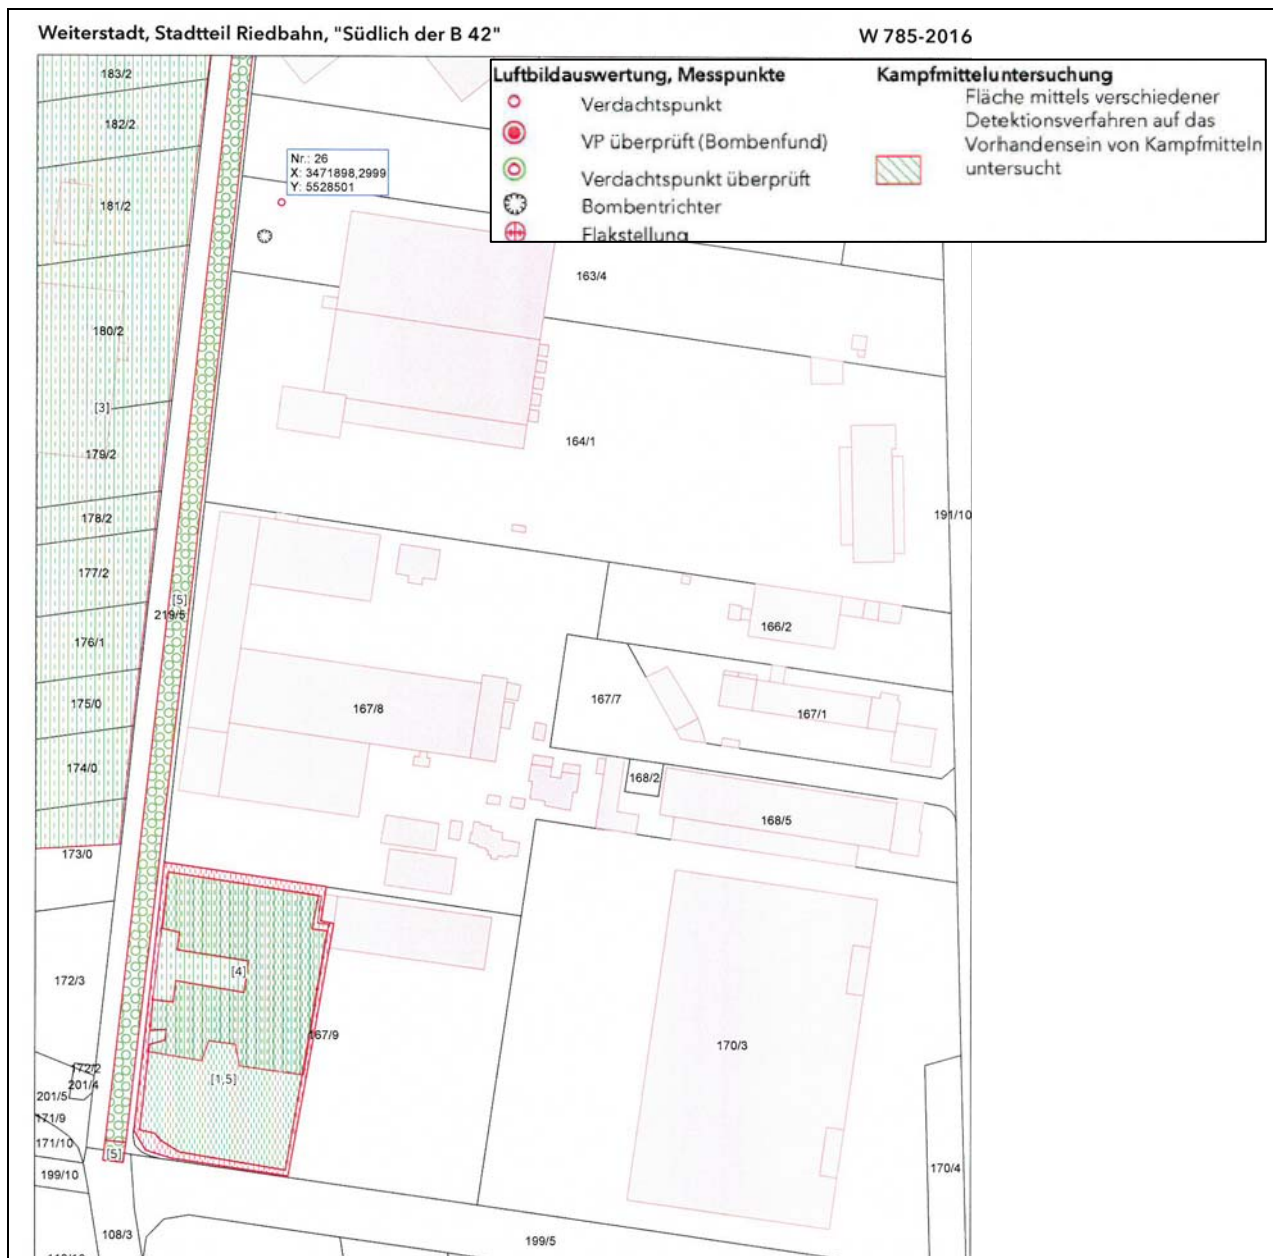 Weiterstadt, Stadtteil Riedbahn, "Südlich der B 42"
W 785-2016
Luftbildauswertung, Messpunkte
Verdachtspunkt
VP überprüft (Bombenfund)
Verdachtspunkt überprüft
Bombentrichter
Flakstellung
Kampfmitteluntersuchung
Fläche mittels verschiedener
Detektionsverfahren auf das
Vorhandensein von Kampfmitteln
untersucht
183/2
182/2
Nr.: 26
X: 3471898,2999
Y: 5528501
181/2
163/4
180/2
[3]
164/1
179/2
178/2
191/10
177/2
[5]
219/5
176/1
166/2
175/0
167/7
167/8
167/1
174/0
168/2
168/5
173/0
[4]
172/3
167/9
170/3
172/2
[1,5]
201/4
201/5
171/9
171/10
[5]
199/10
170/4
108/3
199/5